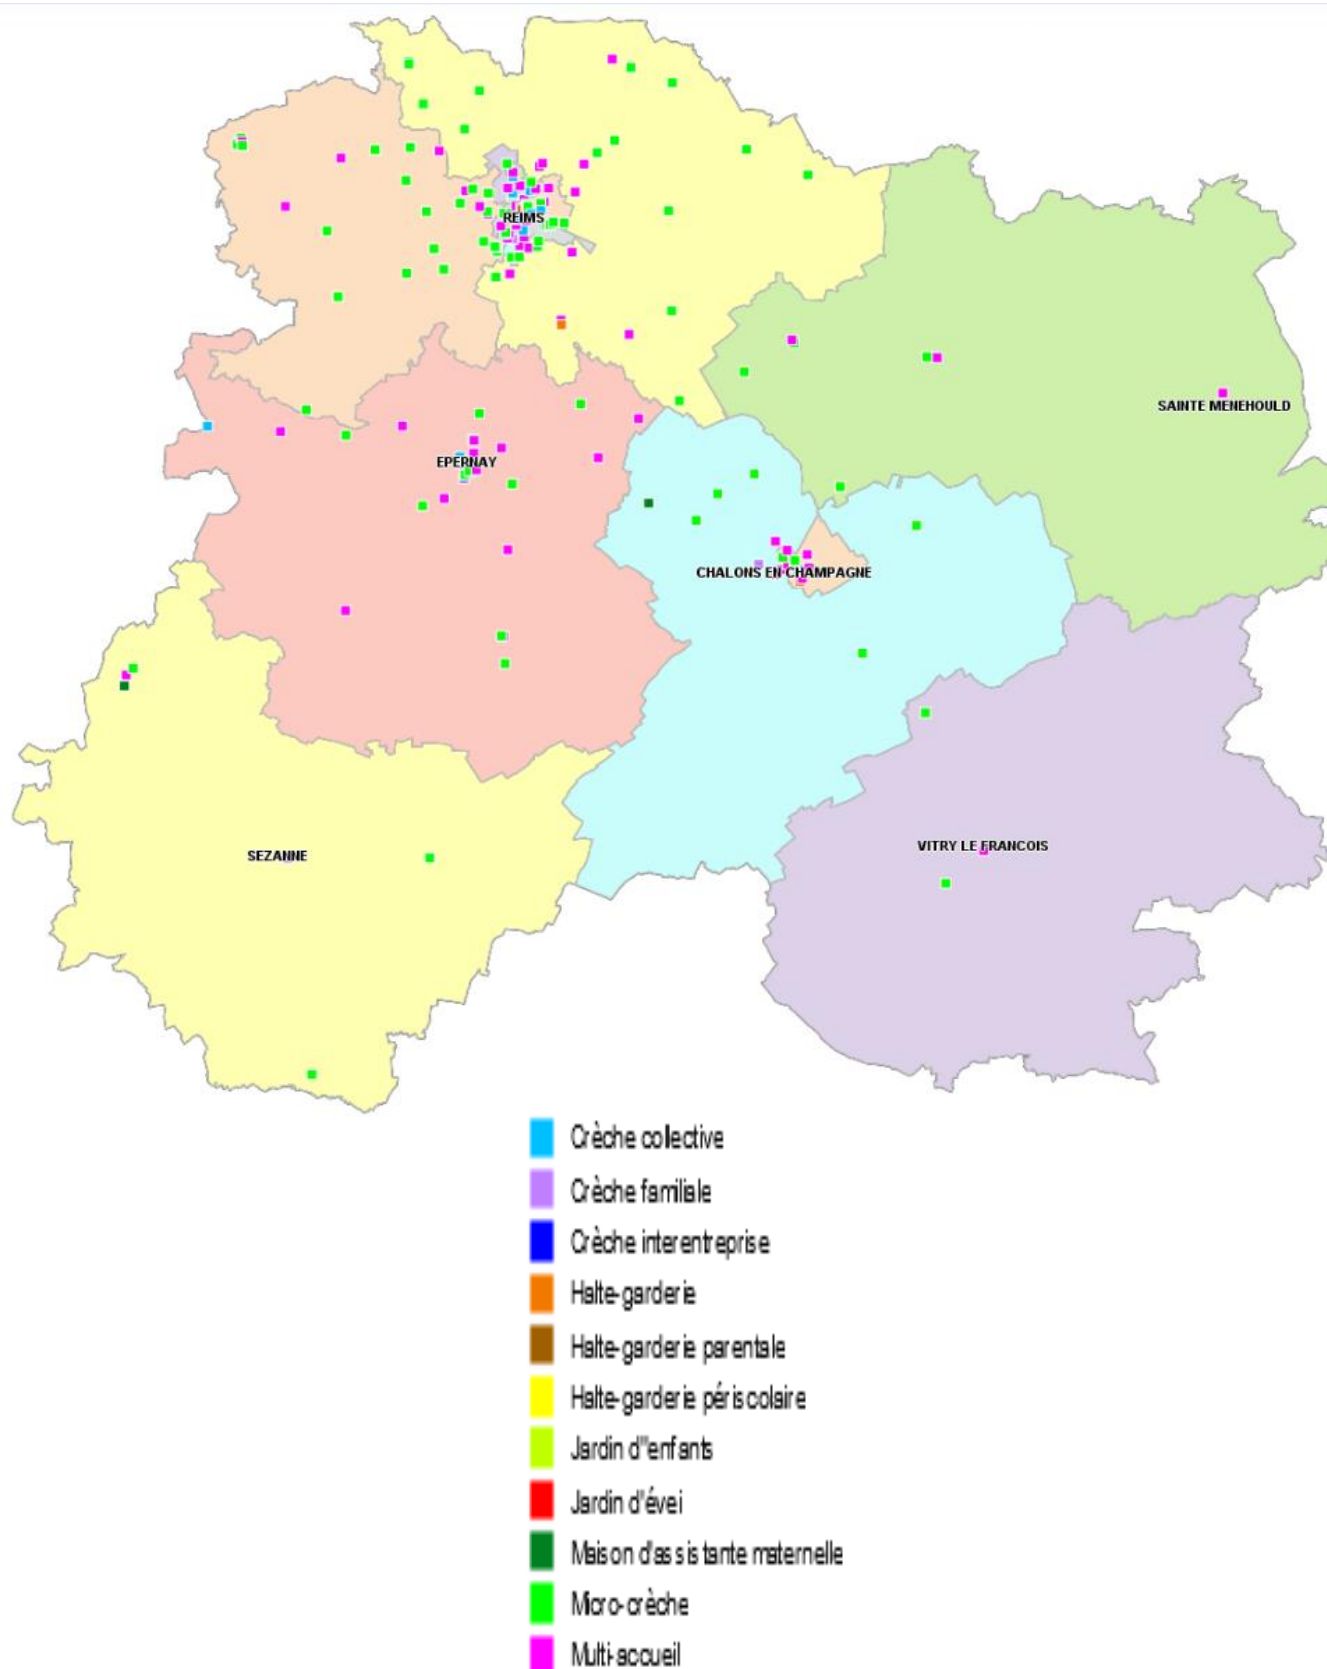 REIMS
SAINTE MENEHOULD
EPERNAY
CHALONS EN CHAMPAGNE
VITRY LE FRANCOIS
SEZANNE
Crèche collective
Crèche familiale
Crèche interentreprise
Halte-garderie
Halte-garderie parentale
Halte-garderie périscolaire
Jardin d''enfants
Jardin d'évei
Maison d'assistante maternelle
Micro-crèche
Multi-accueil